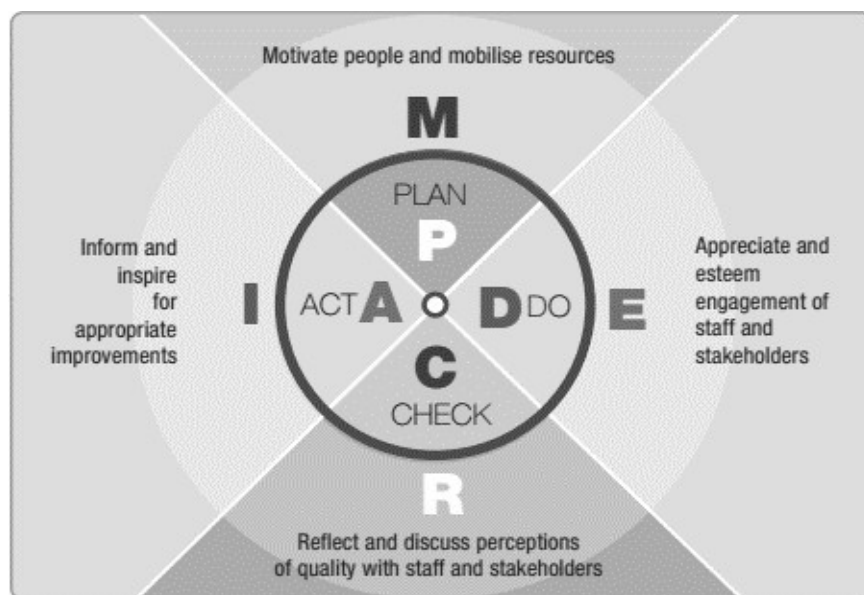 Motivate people and mobilise resources
M
PLAN
P
Inform and
inspire
for
appropriate
improvements
I
ACT A
D DO
E
Appreciate and
esteem
engagement of
staff and
stakeholders
C
CHECK
R
Reflect and discuss perceptions
of quality with staff and stakeholders